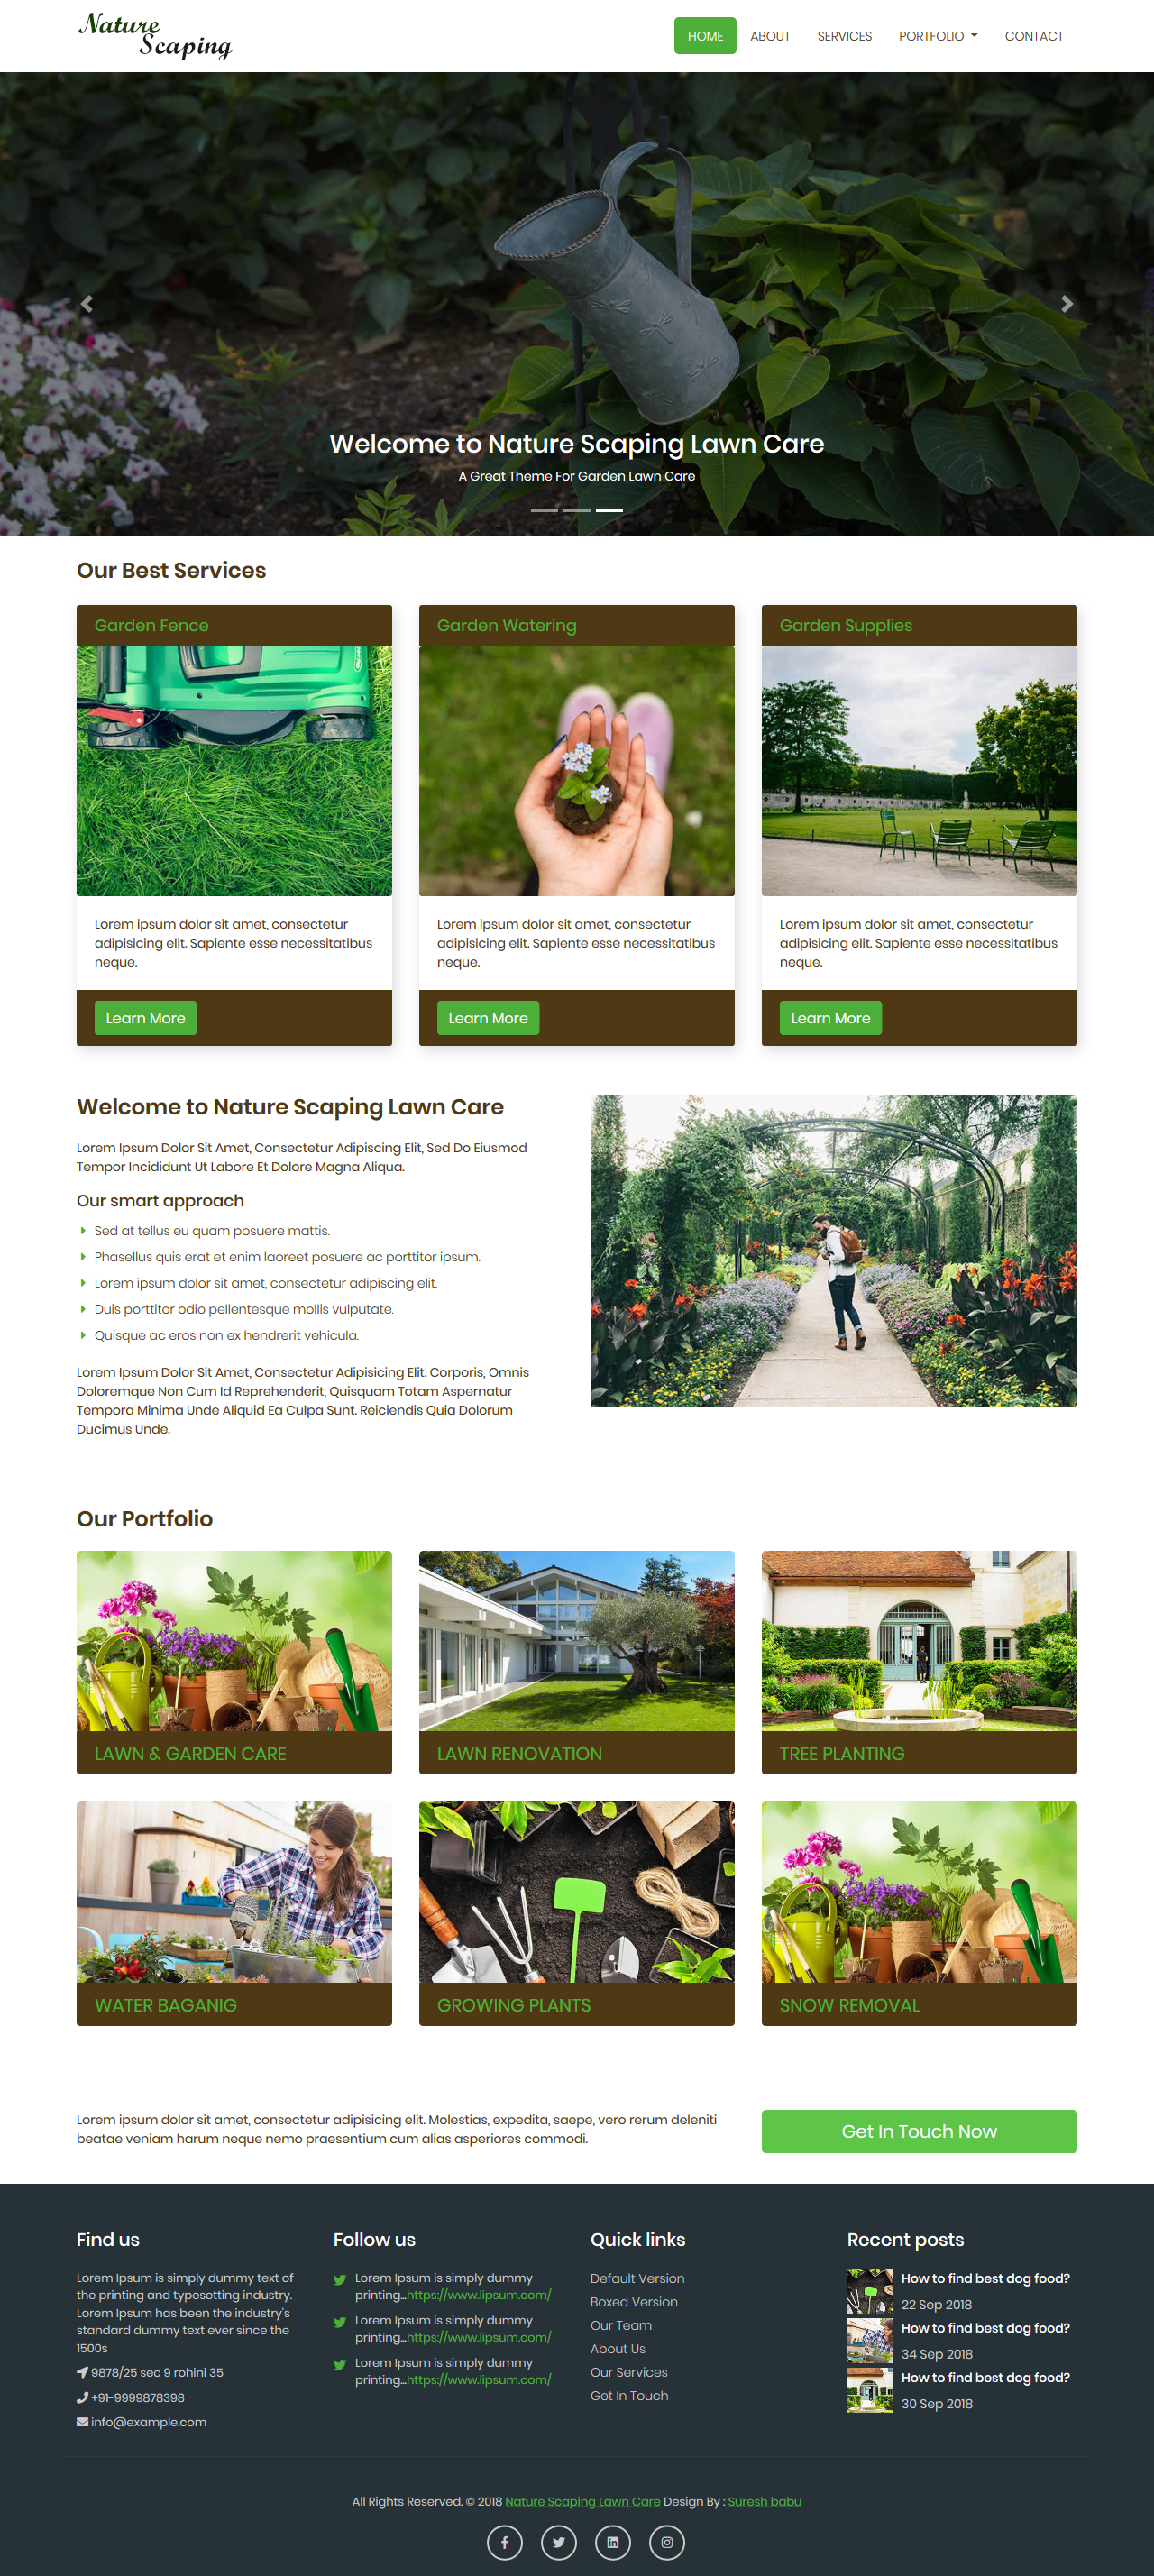 Nature
Scaping
HOME ABOUT SERVICES PORTFOLIO CONTACT
Welcome to Nature Scaping Lawn Care
A Great Theme For Garden Lawn Care
Our Best Services
Garden Fence
Lorem ipsum dolor sit amet, consectetur
adipisicing elit. Sapiente esse necessitatibus
neque.
Learn More
Garden Watering
Lorem ipsum dolor sit amet, consectetur
adipisicing elit. Sapiente esse necessitatibus
neque.
Learn More
Garden Supplies
Lorem ipsum dolor sit amet, consectetur
adipisicing elit. Sapiente esse necessitatibus
neque.
Learn More
Welcome to Nature Scaping Lawn Care
Lorem Ipsum Dolor Sit Amet, Consectetur Adipiscing Elit, Sed Do Eiusmod
Tempor Incididunt Ut Labore Et Dolore Magna Aliqua.
Our smart approach
Sed at tellus eu quam posuere mattis.
Phasellus quis erat et enim laoreet posuere ac porttitor ipsum.
Lorem ipsum dolor sit amet, consectetur adipiscing elit.
Duis porttitor odio pellentesque mollis vulputate.
Quisque ac eros non ex hendrerit vehicula.
Lorem Ipsum Dolor Sit Amet, Consectetur Adipisicing Elit. Corporis, Omnis
Doloremque Non Cum Id Reprehenderit, Quisquam Totam Aspernatur
Tempora Minima Unde Aliquid Ea Culpa Sunt. Reiciendis Quia Dolorum
Ducimus Unde.
Our Portfolio
LAWN & GARDEN CARE
LAWN RENOVATION
TREE PLANTING
WATER BAGANIG
GROWING PLANTS
SNOW REMOVAL
Lorem ipsum dolor sit amet, consectetur adipisicing elit. Molestias, expedita, saepe, vero rerum deleniti
beatae veniam harum neque nemo praesentium cum alias asperiores commodi.
Get In Touch Now
Find us
Lorem Ipsum is simply dummy text of
the printing and typesetting industry.
Lorem Ipsum has been the industry's
standard dummy text ever since the
1500s
9878/25 sec 9 rohini 35
+91-9999878398
info@example.com
Follow us
Lorem Ipsum is simply dummy
printing...https://www.lipsum.com/
Lorem Ipsum is simply dummy
printing...https://www.lipsum.com/
Lorem Ipsum is simply dummy
printing...https://www.lipsum.com/
Quick links
Default Version
Boxed Version
Our Team
About Us
Our Services
Get In Touch
Recent posts
How to find best dog food?
22 Sep 2018
How to find best dog food?
34 Sep 2018
How to find best dog food?
30 Sep 2018
All Rights Reserved. © 2018 Nature Scaping Lawn Care Design By : Suresh babu